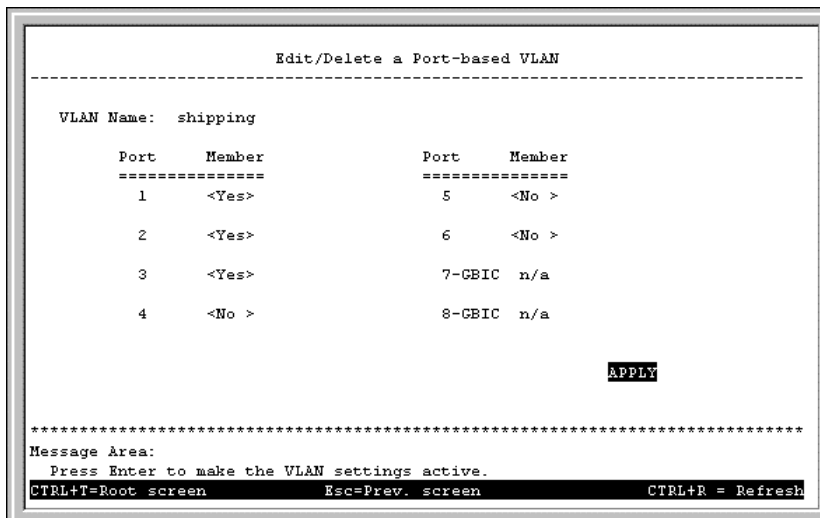 Edit/Delete a Port-based VLAN
--------------------------------------------------------------------------------
VLAN Name: shipping
Port Member Port Member
=============== ===============
1 <Yes> 5 <No >
2 <Yes> 6 <No >
3 <Yes> 7-GBIC n/a
4 <No > 8-GBIC n/a
APPLY
********************************************************************************
Message Area:
Press Enter to make the VLAN settings active.
CTRL+T=Root screen Esc=Prev. screen CTRL+R = Refresh